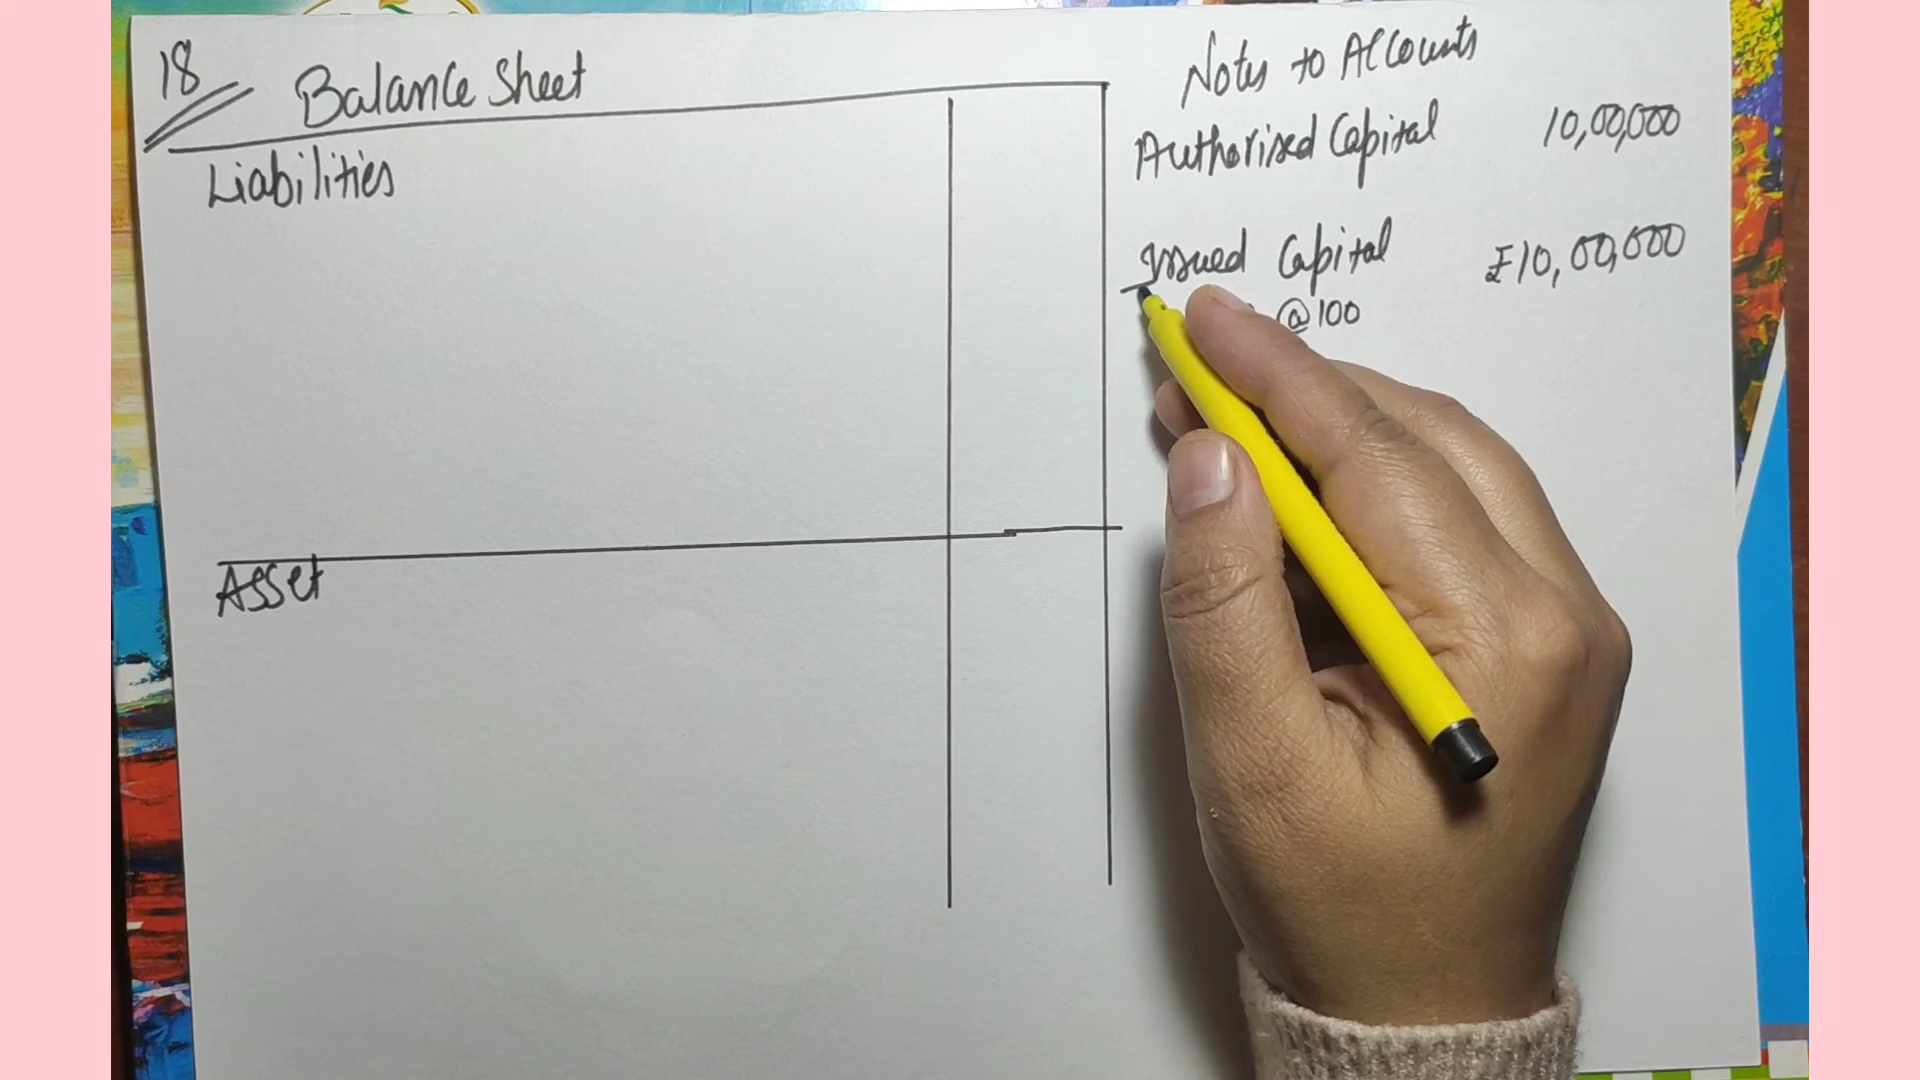 18
Balance Sheet
Liabilities
Asset
Notes to Accounts
Authorised Capital 10,00,000
Issued Capital ₹10,00,000
@100